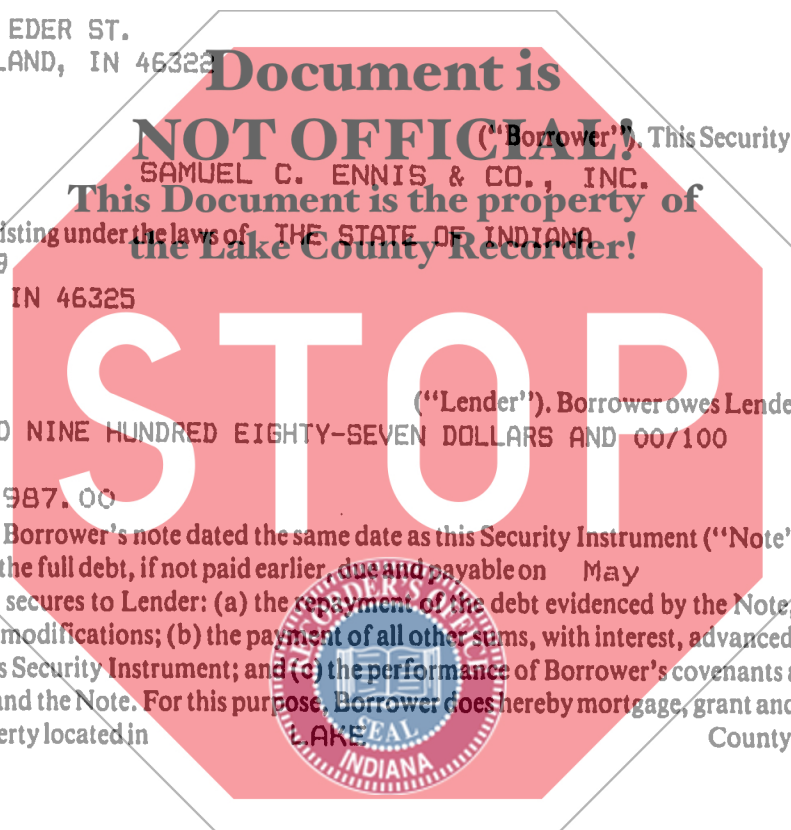 EDER ST.
LAND, IN 46322
Document is
NOT OFFICIAL!
("Borrower"). This Security
SAMUEL C. ENNIS & CO., INC.
This Document is the property of
isting under the laws of THE STATE OF INDIANA
the Lake County Recorder!
9
IN 46325
STOP
("Lender"). Borrower owes Lende
O NINE HUNDRED EIGHTY-SEVEN DOLLARS AND 00/100
987.00
Borrower's note dated the same date as this Security Instrument ("Note"
the full debt, if not paid earlier, due and payable on May
secures to Lender: (a) the repayment of the debt evidenced by the Note;
modifications; (b) the payment of all other sums, with interest, advanced
s Security Instrument; and (c) the performance of Borrower's covenants a
and the Note. For this purpose, Borrower does hereby mortgage, grant and
erty located in LAKE County
RECORDER'S OFFICE
SEAL
INDIANA